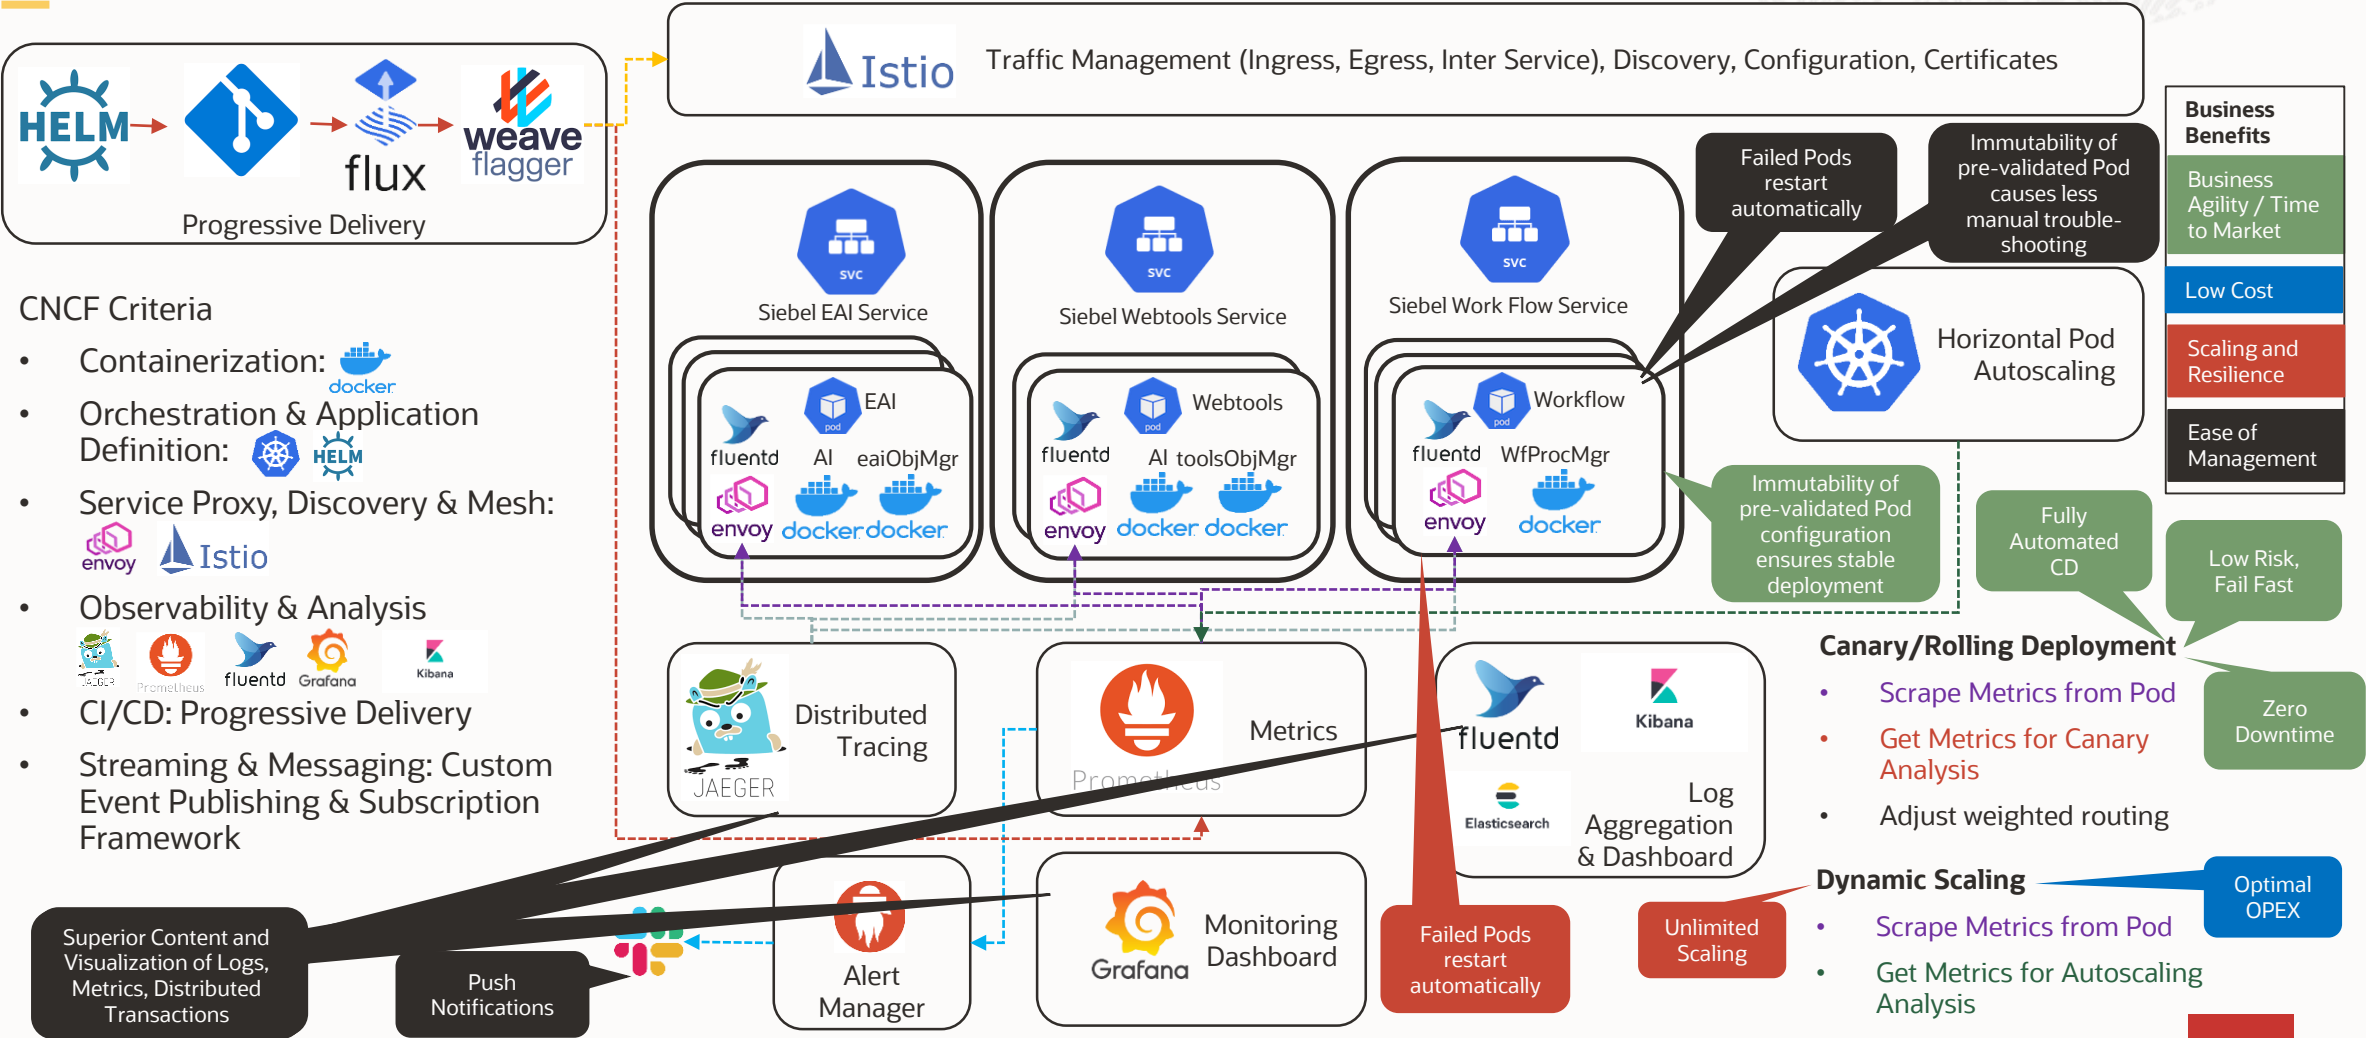 Istio
Traffic Management (Ingress, Egress, Inter Service), Discovery, Configuration, Certificates
HELM
flux
weave
flagger
Progressive Delivery
CNCF Criteria
• Containerization:
docker
• Orchestration & Application
Definition:
HELM
• Service Proxy, Discovery & Mesh:
envoy
Istio
• Observability & Analysis
JAEGER
Prometheus
fluentd
Grafana
Kibana
• CI/CD: Progressive Delivery
• Streaming & Messaging: Custom
Event Publishing & Subscription
Framework
svc
Siebel EAI Service
pod
EAI
fluentd
AI
eaiObjMgr
envoy
docker
docker
svc
Siebel Webtools Service
pod
Webtools
fluentd
AI
toolsObjMgr
envoy
docker
docker
svc
Siebel Work Flow Service
pod
Workflow
fluentd
WfProcMgr
envoy
docker
Failed Pods
restart
automatically
Immutability of
pre-validated Pod
causes less
manual trouble-
shooting
Horizontal Pod
Autoscaling
Business
Benefits
Business
Agility / Time
to Market
Low Cost
Scaling and
Resilience
Ease of
Management
Immutability of
pre-validated Pod
configuration
ensures stable
deployment
Fully
Automated
CD
Low Risk,
Fail Fast
Zero
Downtime
Canary/Rolling Deployment
• Scrape Metrics from Pod
• Get Metrics for Canary
Analysis
• Adjust weighted routing
Dynamic Scaling
• Scrape Metrics from Pod
• Get Metrics for Autoscaling
Analysis
Optimal
OPEX
Unlimited
Scaling
JAEGER
Distributed
Tracing
Prometheus
Metrics
fluentd
Kibana
Elasticsearch
Log
Aggregation
& Dashboard
Alert
Manager
Grafana
Monitoring
Dashboard
Failed Pods
restart
automatically
Superior Content and
Visualization of Logs,
Metrics, Distributed
Transactions
Push
Notifications